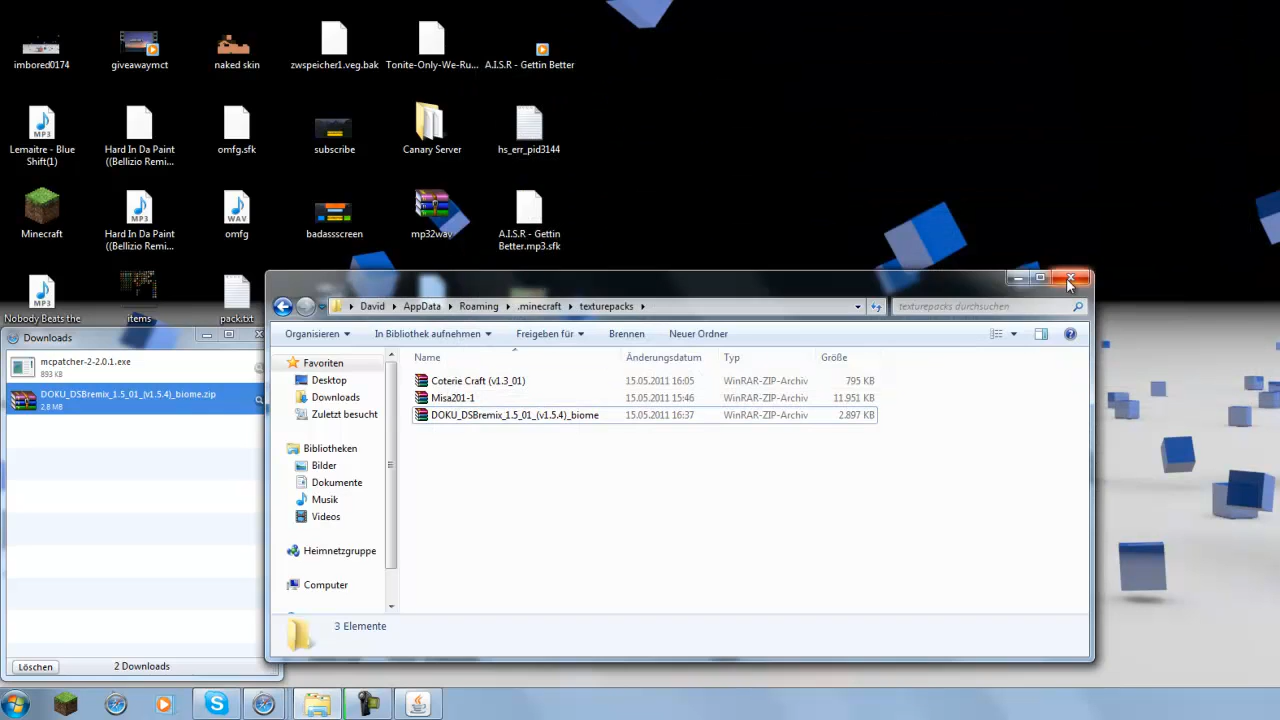 imbored0174
giveawaymct
naked skin
zwspeicher1.veg.bak
Tonite-Only-We-Ru...
A.I.S.R - Gettin Better
Lemaitre - Blue
Shift(1)
Hard In Da Paint
((Bellizio Remi...
omfg.sfk
subscribe
Canary Server
hs_err_pid3144
Minecraft
Hard In Da Paint
((Bellizio Remi...
omfg
badassscreen
mp32wav
A.I.S.R - Gettin
Better.mp3.sfk
Nobody Beats the
items
pack.txt
Downloads
mcpatcher-2-2.0.1.exe
893 KB
DOKU_DSBremix_1.5_01_(v1.5.4)_biome.zip
2.8 MB
Löschen
2 Downloads
David
AppData
Roaming
.minecraft
texturepacks
texturepacks durchsuchen
Organisieren
In Bibliothek aufnehmen
Freigeben für
Brennen
Neuer Ordner
Favoriten
Desktop
Downloads
Zuletzt besucht
Bibliotheken
Bilder
Dokumente
Musik
Videos
Heimnetzgruppe
Computer
Name Änderungsdatum Typ Größe
Coterie Craft (v1.3_01) 15.05.2011 16:05 WinRAR-ZIP-Archiv 795 KB
Misa201-1 15.05.2011 15:46 WinRAR-ZIP-Archiv 11.951 KB
DOKU_DSBremix_1.5_01_(v1.5.4)_biome 15.05.2011 16:37 WinRAR-ZIP-Archiv 2.897 KB
3 Elemente